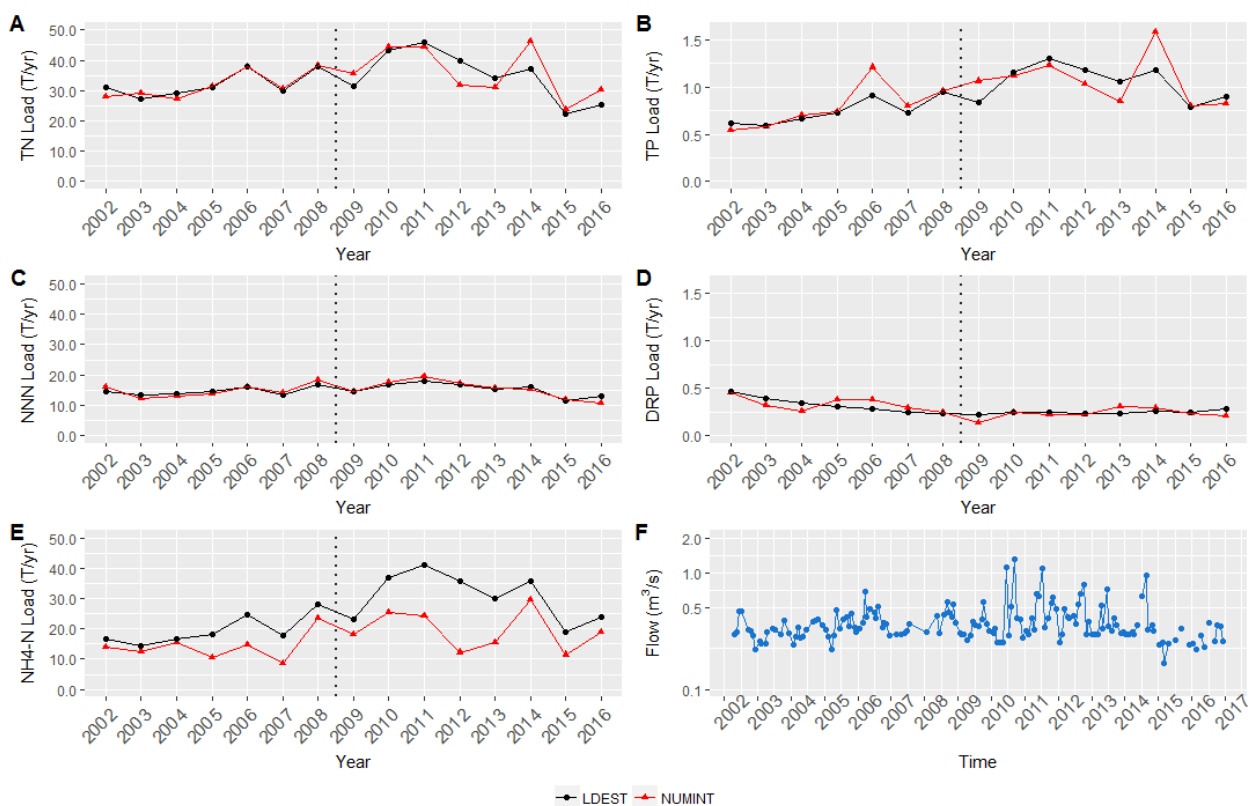 A
TN Load (T/yr)
50.0
40.0
30.0
20.0
10.0
0.0
2002 2003 2004 2005 2006 2007 2008 2009 2010 2011 2012 2013 2014 2015 2016
Year
B
TP Load (T/yr)
1.5
1.0
0.5
0.0
2002 2003 2004 2005 2006 2007 2008 2009 2010 2011 2012 2013 2014 2015 2016
Year
C
NNN Load (T/yr)
50.0
40.0
30.0
20.0
10.0
0.0
2002 2003 2004 2005 2006 2007 2008 2009 2010 2011 2012 2013 2014 2015 2016
Year
D
DRP Load (T/yr)
1.5
1.0
0.5
0.0
2002 2003 2004 2005 2006 2007 2008 2009 2010 2011 2012 2013 2014 2015 2016
Year
E
NH4-N Load (T/yr)
50.0
40.0
30.0
20.0
10.0
0.0
2002 2003 2004 2005 2006 2007 2008 2009 2010 2011 2012 2013 2014 2015 2016
Year
F
Flow (m³/s)
2.0
1.0
0.5
0.1
2002 2003 2004 2005 2006 2007 2008 2009 2010 2011 2012 2013 2014 2015 2016 2017
Time
LDEST NUMINT